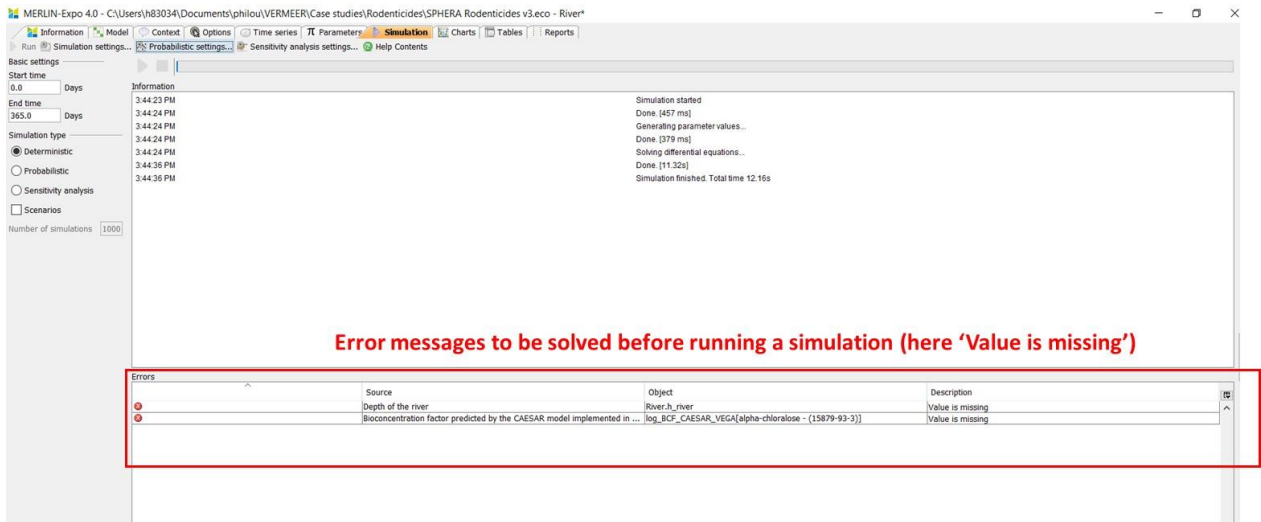 MERLIN-Expo 4.0 - C:\Users\h83034\Documents\philou\VERMEER\Case studies\Rodenticides\SPHERA Rodenticides v3.eco - River*
Information Model Context Options Time series π Parameters Simulation Charts Tables Reports
Run Simulation settings... Probabilistic settings... Sensitivity analysis settings... Help Contents
Basic settings
Start time
0.0 Days
End time
365.0 Days
Simulation type
Deterministic
Probabilistic
Sensitivity analysis
Scenarios
Number of simulations 1000
Information
3:44:23 PM Simulation started
3:44:24 PM Done. [457 ms]
3:44:24 PM Generating parameter values...
3:44:24 PM Done. [379 ms]
3:44:24 PM Solving differential equations...
3:44:36 PM Done. [11.32s]
3:44:36 PM Simulation finished. Total time 12.16s
Error messages to be solved before running a simulation (here ‘Value is missing’)
Errors
Source Object Description
Depth of the river River.h_river Value is missing
Bioconcentration factor predicted by the CAESAR model implemented in ... log_BCF_CAESAR_VEGA[alpha-chloralose - (15879-93-3)] Value is missing